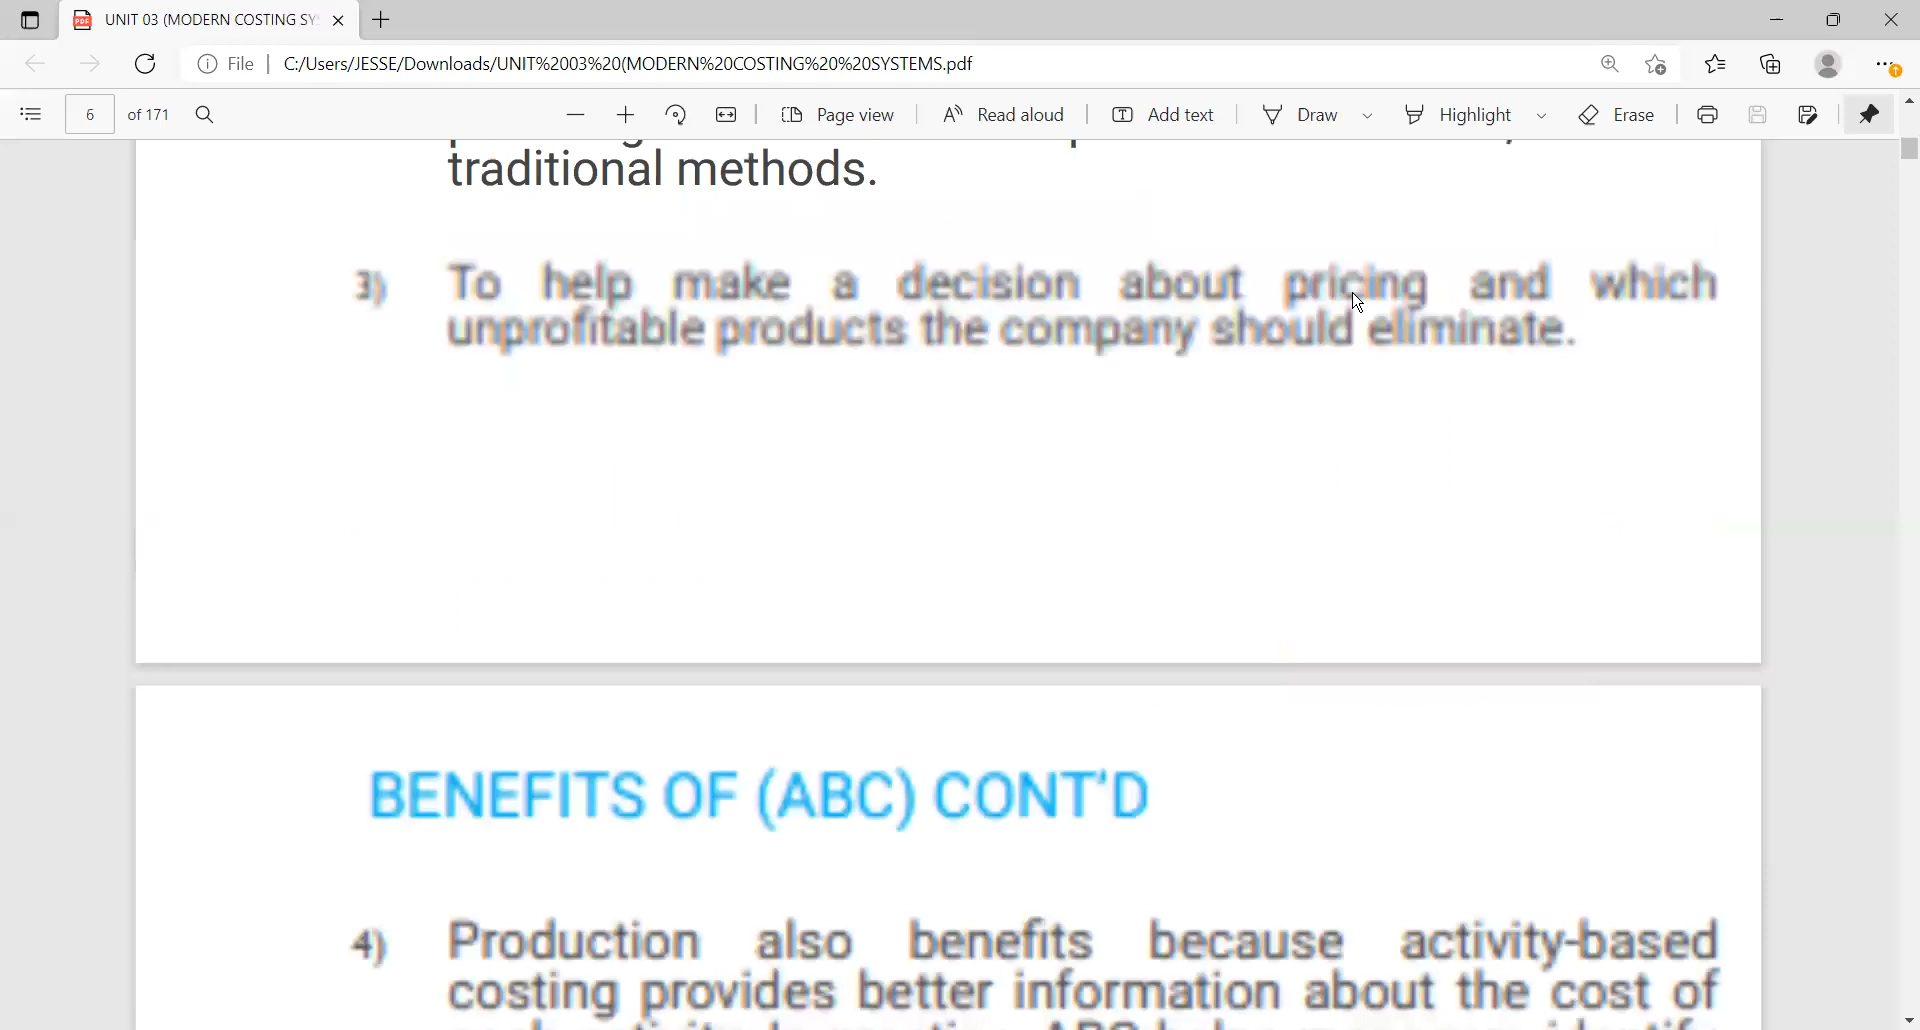 UNIT 03 (MODERN COSTING SY
File C:/Users/JESSE/Downloads/UNIT%2003%20(MODERN%20COSTING%20%20SYSTEMS.pdf
6 of 171 Page view Read aloud Add text Draw Highlight Erase
traditional methods.
3) To help make a decision about pricing and which
unprofitable products the company should eliminate.
BENEFITS OF (ABC) CONT'D
4) Production also benefits because activity-based
costing provides better information about the cost of